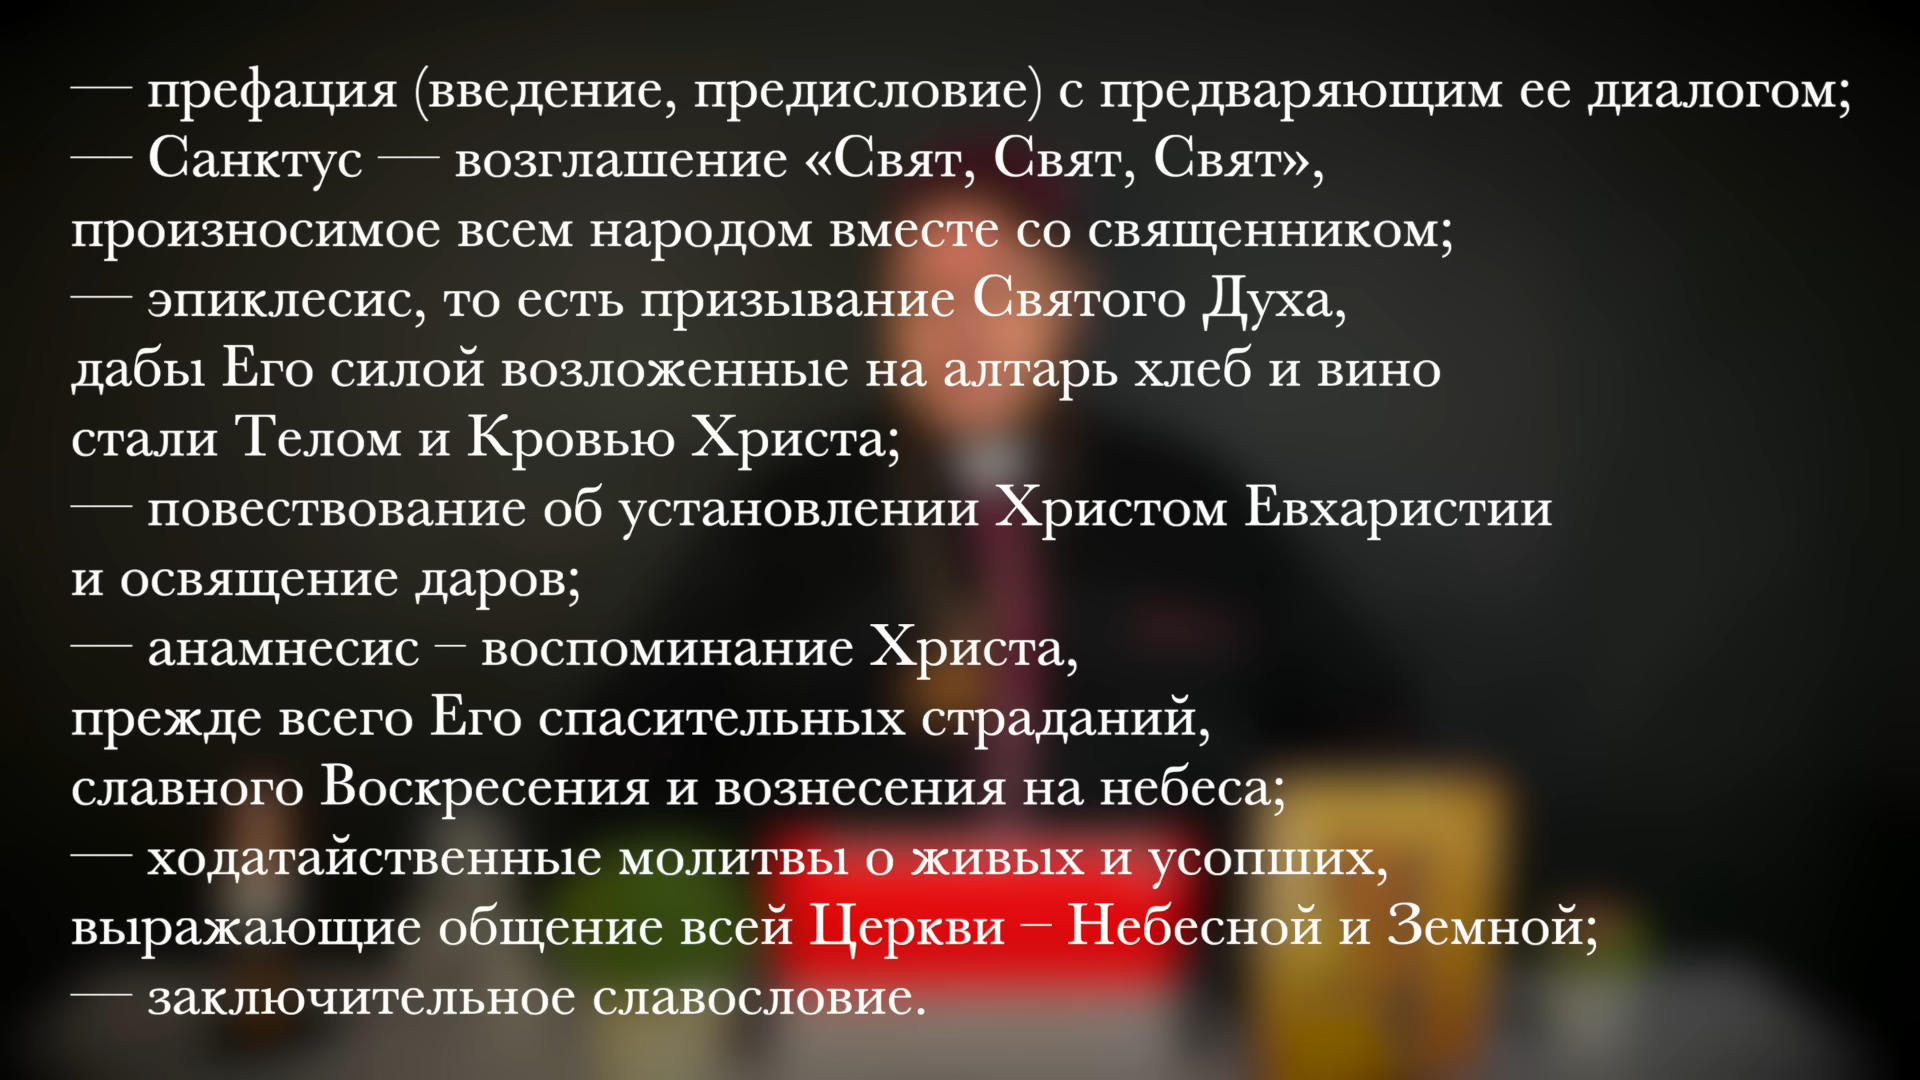 — префация (введение, предисловие) с предваряющим ее диалогом;
— Санктус — возглашение «Свят, Свят, Свят»,
произносимое всем народом вместе со священником;
— эпиклесис, то есть призывание Святого Духа,
дабы Его силой возложенные на алтарь хлеб и вино
стали Телом и Кровью Христа;
— повествование об установлении Христом Евхаристии
и освящение даров;
— анамнесис – воспоминание Христа,
прежде всего Его спасительных страданий,
славного Воскресения и вознесения на небеса;
— ходатайственные молитвы о живых и усопших,
выражающие общение всей Церкви – Небесной и Земной;
— заключительное славословие.